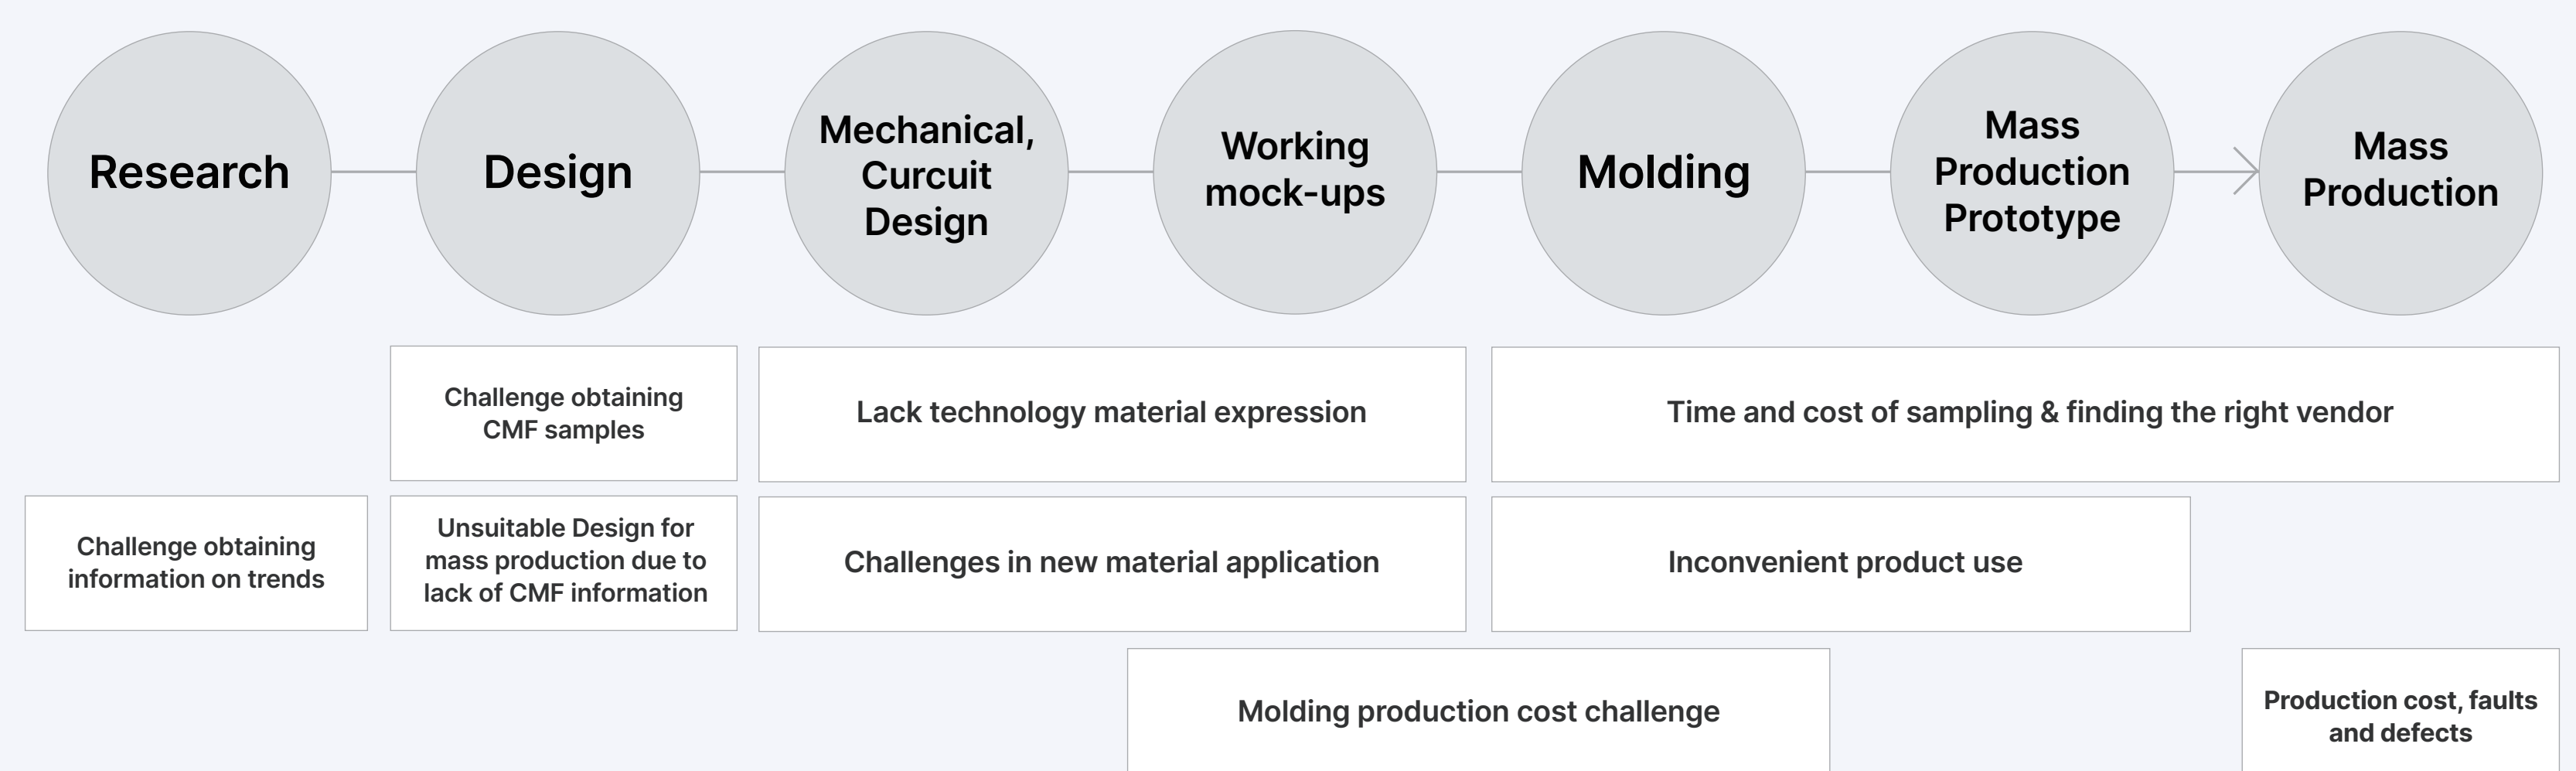 Research
Design
Mechanical,
Curcuit
Design
Working
mock-ups
Molding
Mass
Production
Prototype
Mass
Production
Challenge obtaining
CMF samples
Lack technology material expression
Time and cost of sampling & finding the right vendor
Challenge obtaining
information on trends
Unsuitable Design for
mass production due to
lack of CMF information
Challenges in new material application
Inconvenient product use
Molding production cost challenge
Production cost, faults
and defects